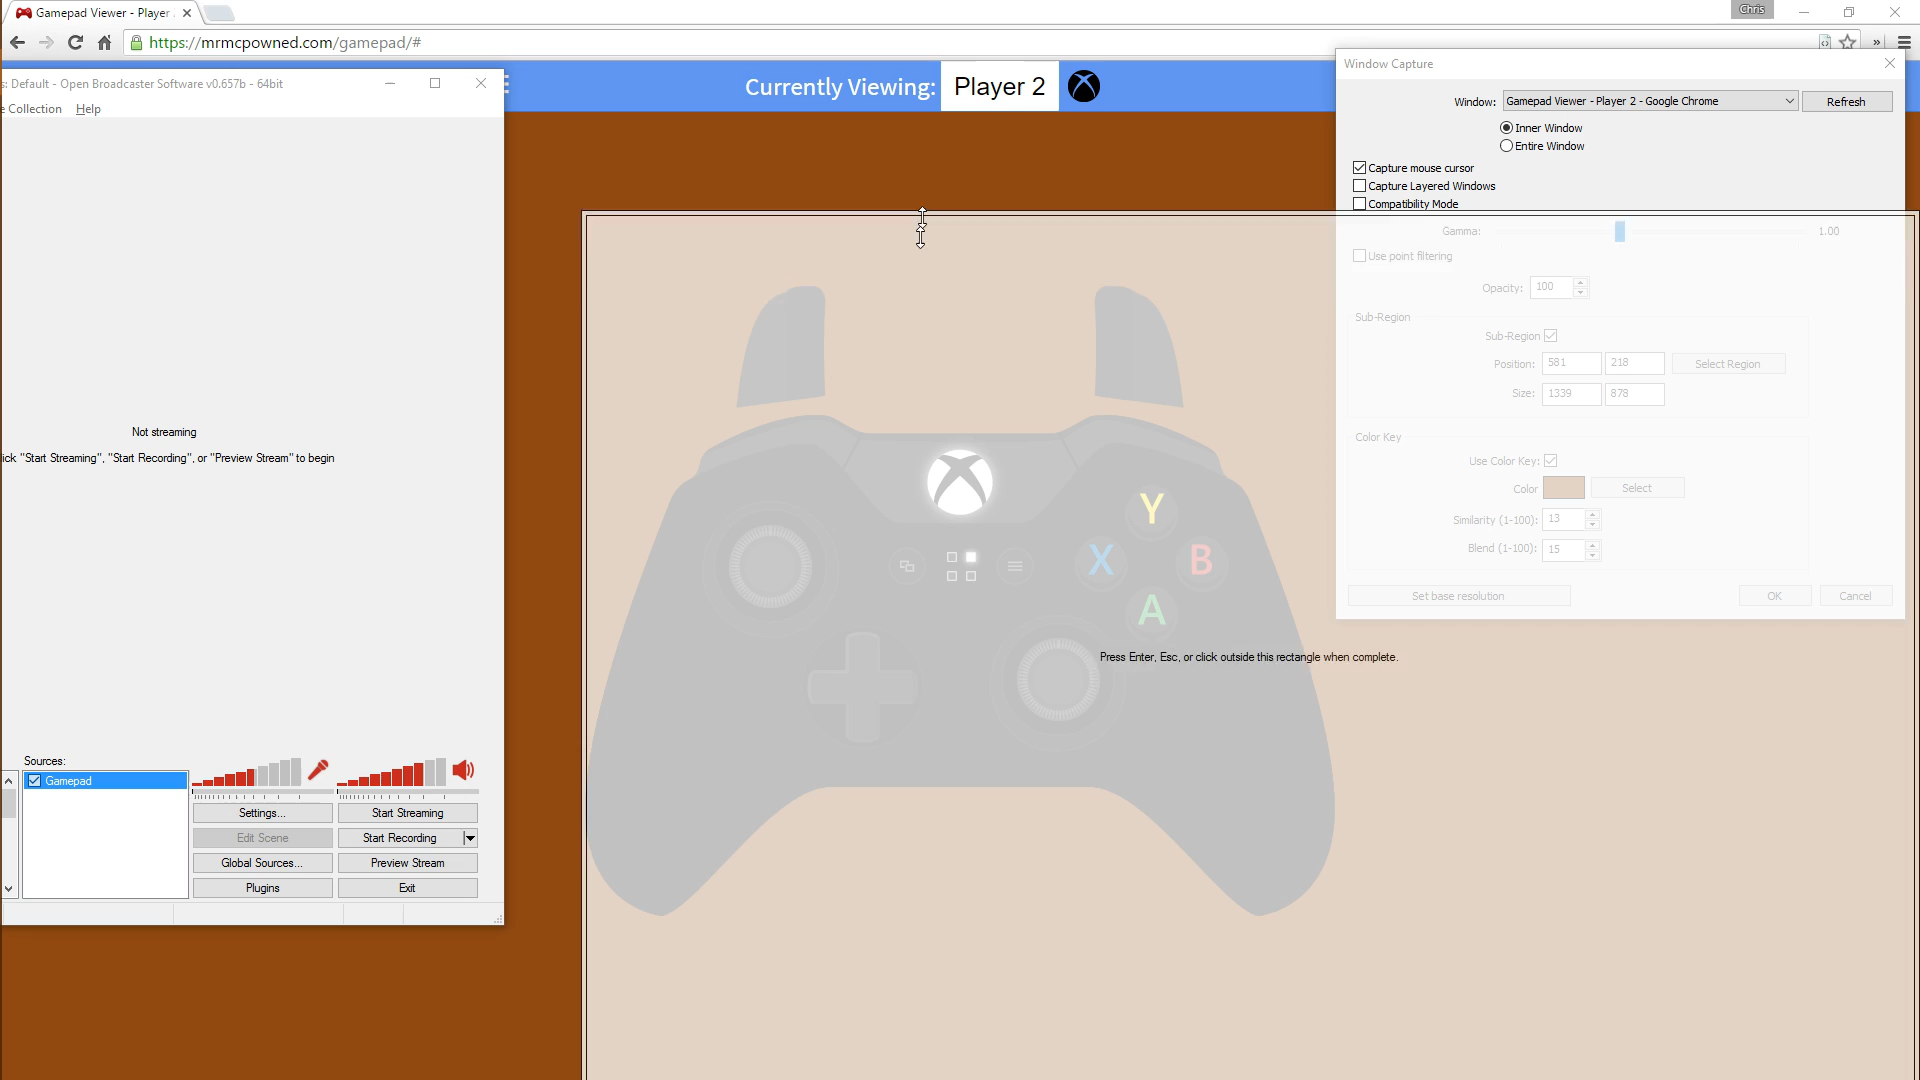 Gamepad Viewer - Player
Chris
https://mrmcpowned.com/gamepad/#
s: Default - Open Broadcaster Software v0.657b - 64bit
e Collection Help
Currently Viewing: Player 2
Window Capture
Window: Gamepad Viewer - Player 2 - Google Chrome Refresh
Inner Window
Entire Window
Capture mouse cursor
Capture Layered Windows
Compatibility Mode
Gamma: 1.00
Use point filtering
Opacity: 100
Sub-Region
Sub-Region
Position: 581 218 Select Region
Size: 1339 878
Color Key
Use Color Key:
Color Select
Similarity (1-100): 13
Blend (1-100): 15
Set base resolution OK Cancel
Not streaming
ick "Start Streaming", "Start Recording", or "Preview Stream" to begin
Y
X B
A
Press Enter, Esc, or click outside this rectangle when complete.
Sources:
Gamepad
Settings... Start Streaming
Edit Scene Start Recording
Global Sources... Preview Stream
Plugins Exit